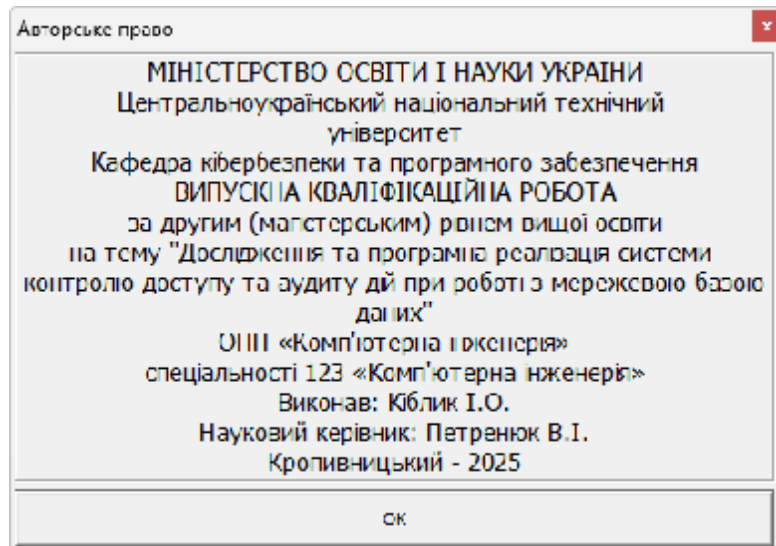 Авторське право
МІНІСТЕРСТВО ОСВІТИ І НАУКИ УКРАЇНИ
Центральноукраїнський національний технічний
університет
Кафедра кібербезпеки та програмного забезпечення
ВИПУСКНА КВАЛІФІКАЦІЙНА РОБОТА
за другим (магістерським) рівнем вищої освіти
на тему "Дослідження та програмна реалізація системи
контролю доступу та аудиту дій при роботі з мережевою базою
даних"
ОПП «Комп'ютерна інженерія»
спеціальності 123 «Комп'ютерна інженерія»
Виконав: Кіблик І.О.
Науковий керівник: Петренюк В.І.
Кропивницький - 2025
ОК